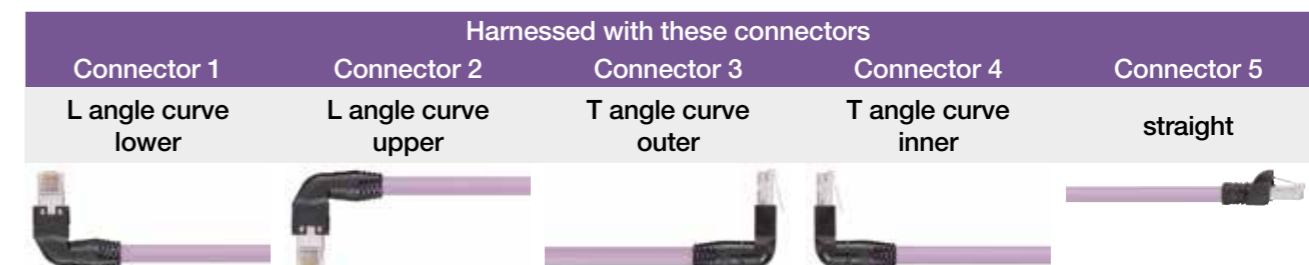 Harnessed with these connectors
Connector 1 Connector 2 Connector 3 Connector 4 Connector 5
L angle curve L angle curve T angle curve T angle curve straight
lower upper outer inner